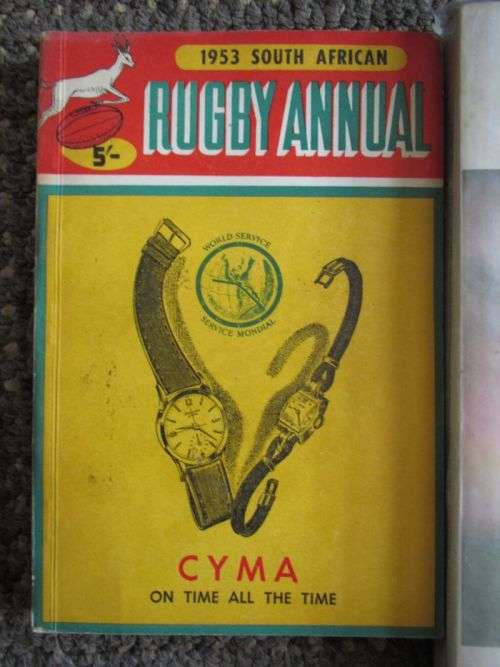 1953 SOUTH AFRICAN
RUGBY ANNUAL
5/-
WORLD SERVICE
SERVICE MONDIAL
CYMA
ON TIME ALL THE TIME